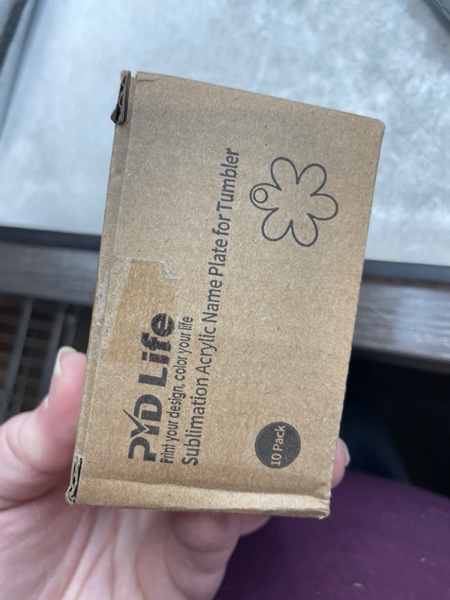 PYD Life
Print your design, color your life
Sublimation Acrylic Name Plate for Tumbler
10 Pack